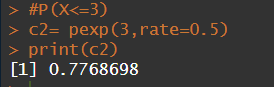 > #P(X<=3)
> c2= pexp(3,rate=0.5)
> print(c2)
[1] 0.7768698